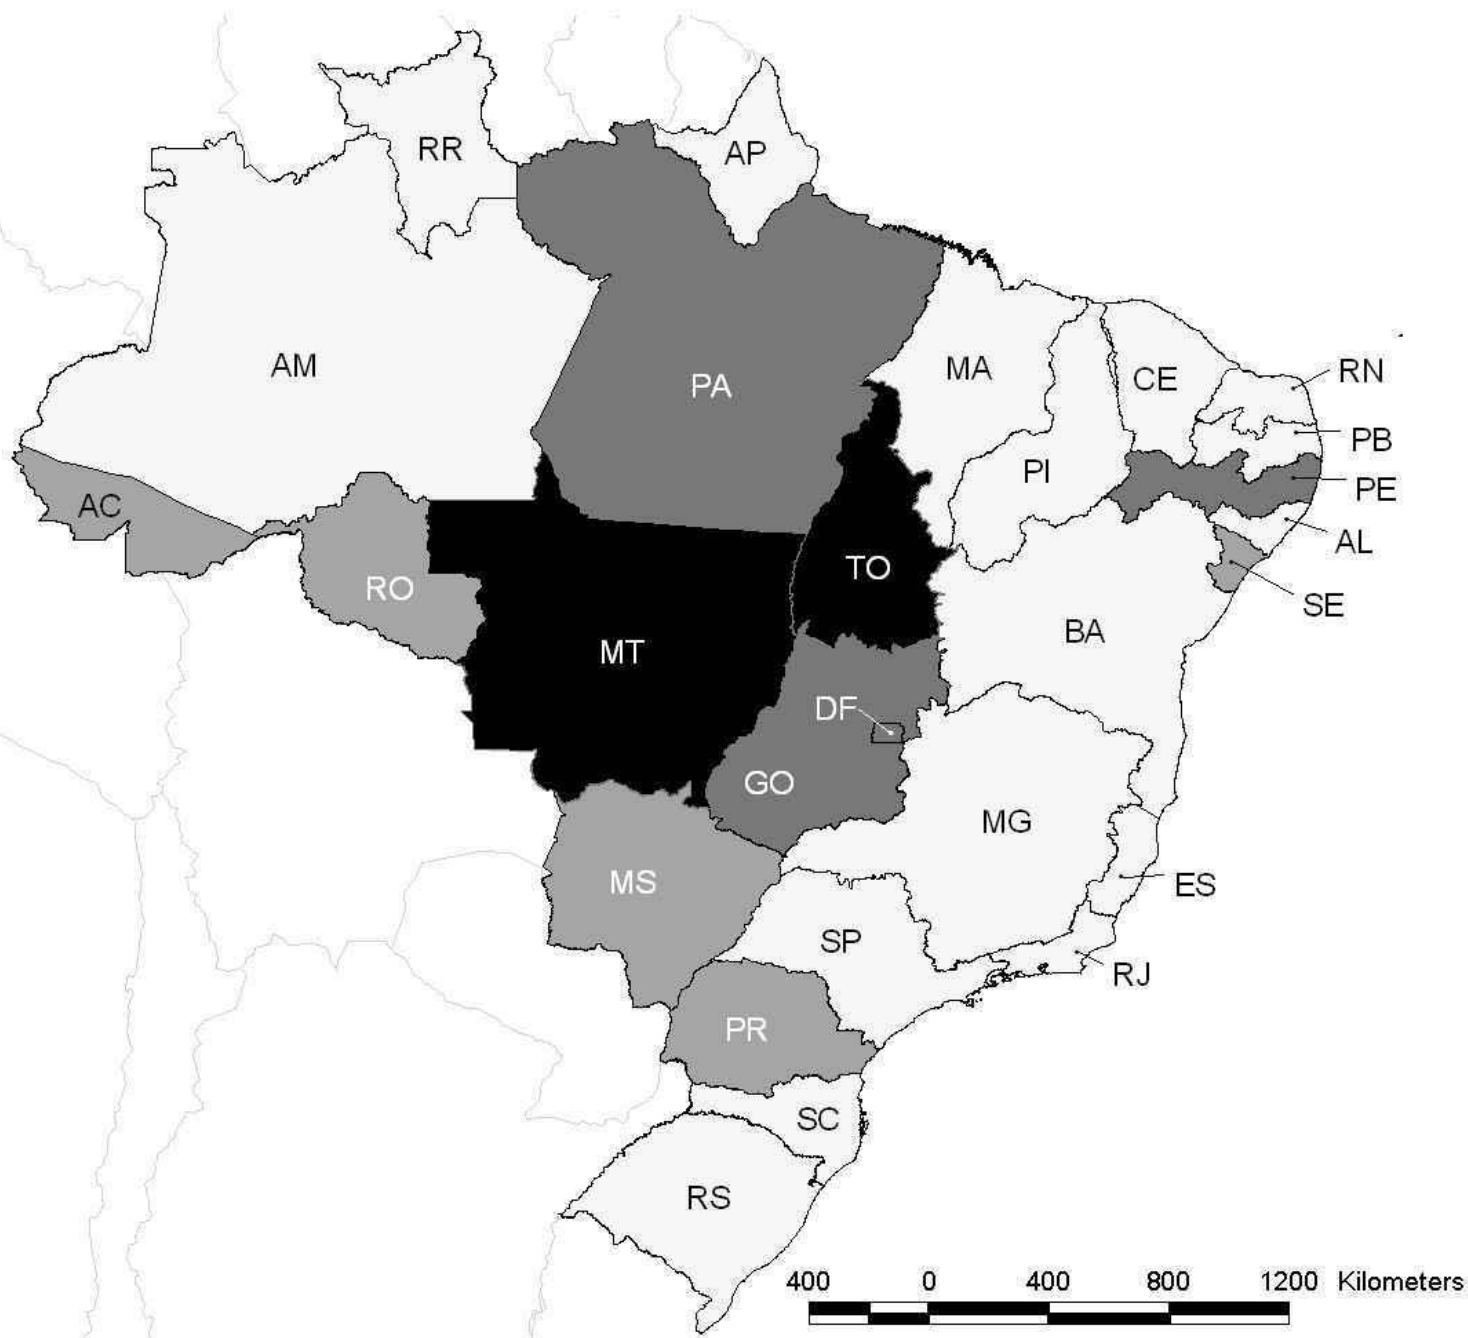 RR
AP
AM
PA
MA
CE
RN
PB
PI
PE
AC
AL
TO
RO
SE
BA
MT
DF
GO
MG
MS
ES
SP
RJ
PR
SC
RS
400 0 400 800 1200 Kilometers